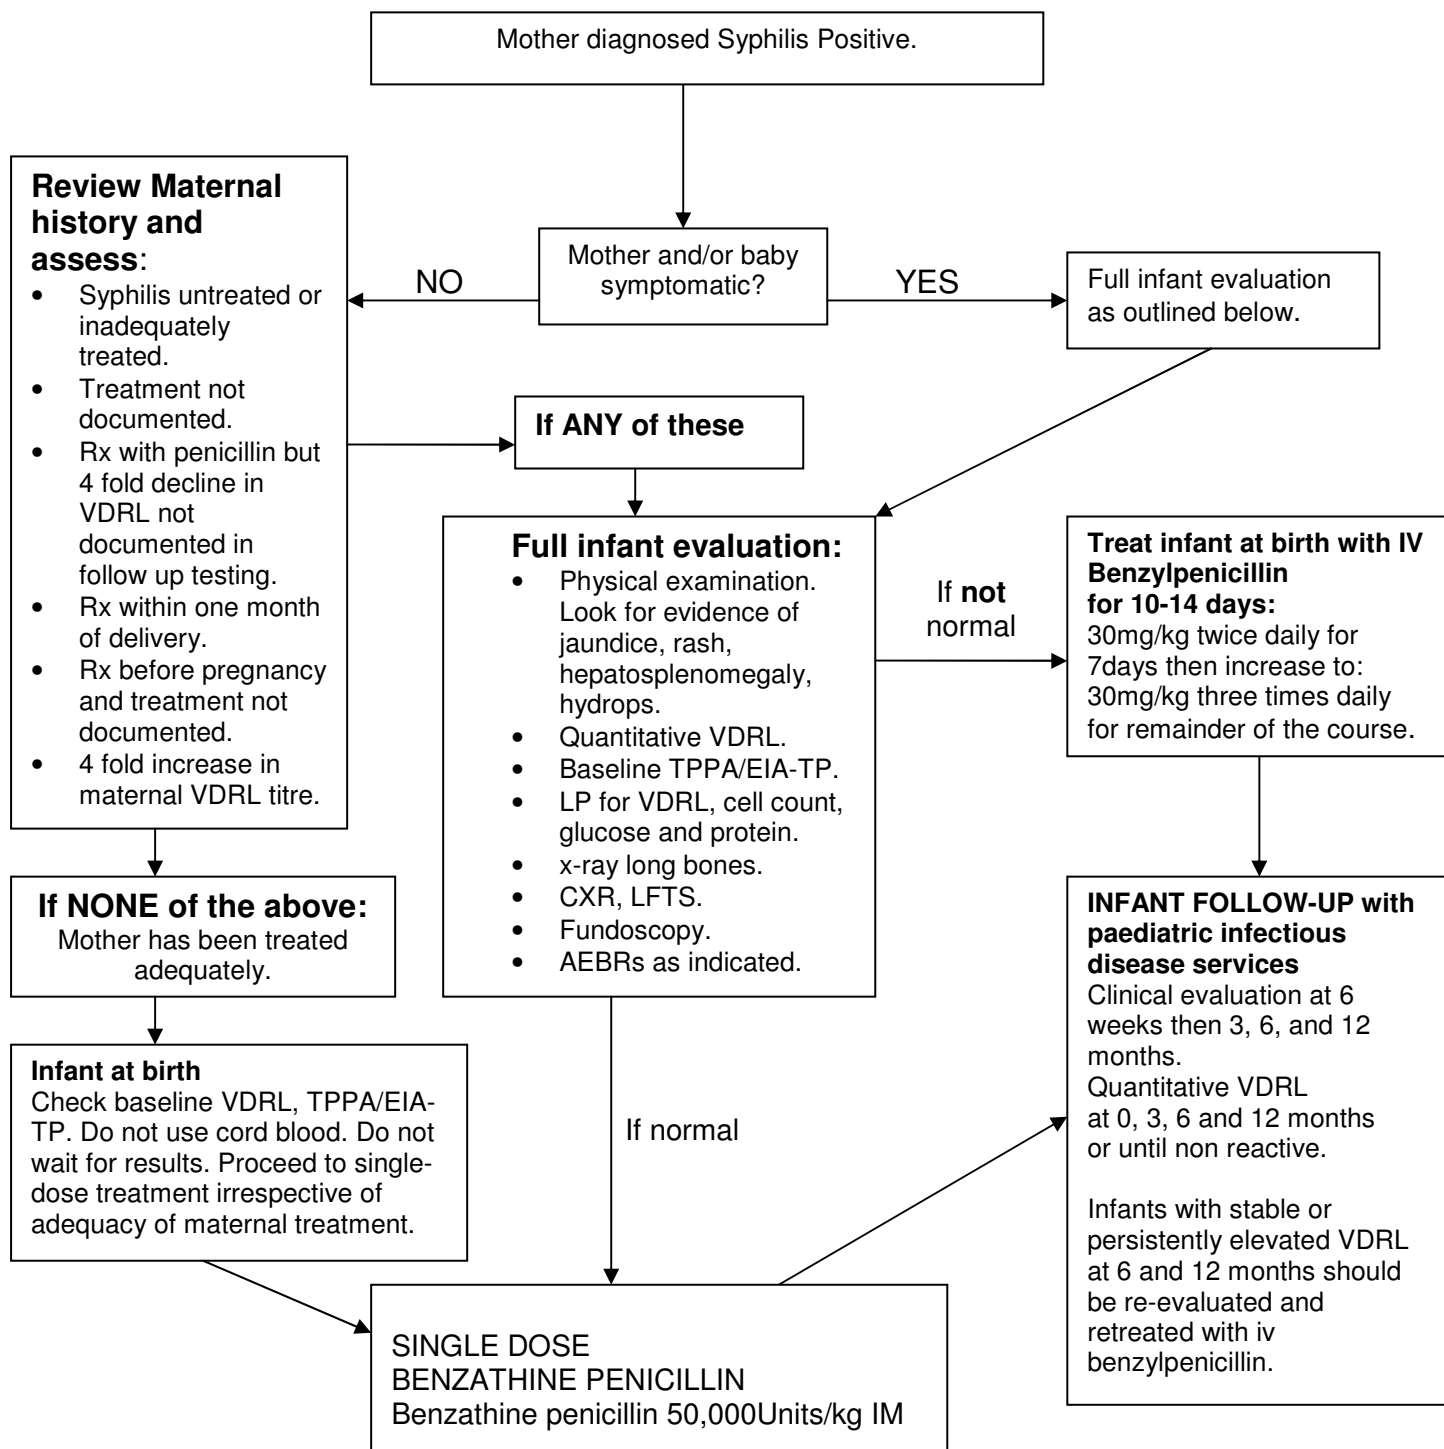 Mother diagnosed Syphilis Positive.
Mother and/or baby
symptomatic?
NO
YES
Review Maternal
history and
assess:
• Syphilis untreated or
inadequately
treated.
• Treatment not
documented.
• Rx with penicillin but
4 fold decline in
VDRL not
documented in
follow up testing.
• Rx within one month
of delivery.
• Rx before pregnancy
and treatment not
documented.
• 4 fold increase in
maternal VDRL titre.
Full infant evaluation
as outlined below.
If ANY of these
Full infant evaluation:
• Physical examination.
Look for evidence of
jaundice, rash,
hepatosplenomegaly,
hydrops.
• Quantitative VDRL.
• Baseline TPPA/EIA-TP.
• LP for VDRL, cell count,
glucose and protein.
• x-ray long bones.
• CXR, LFTS.
• Fundoscopy.
• AEBRs as indicated.
If not
normal
Treat infant at birth with IV
Benzylpenicillin
for 10-14 days:
30mg/kg twice daily for
7days then increase to:
30mg/kg three times daily
for remainder of the course.
If NONE of the above:
Mother has been treated
adequately.
Infant at birth
Check baseline VDRL, TPPA/EIA-
TP. Do not use cord blood. Do not
wait for results. Proceed to single-
dose treatment irrespective of
adequacy of maternal treatment.
If normal
INFANT FOLLOW-UP with
paediatric infectious
disease services
Clinical evaluation at 6
weeks then 3, 6, and 12
months.
Quantitative VDRL
at 0, 3, 6 and 12 months
or until non reactive.
Infants with stable or
persistently elevated VDRL
at 6 and 12 months should
be re-evaluated and
retreated with iv
benzylpenicillin.
SINGLE DOSE
BENZATHINE PENICILLIN
Benzathine penicillin 50,000Units/kg IM